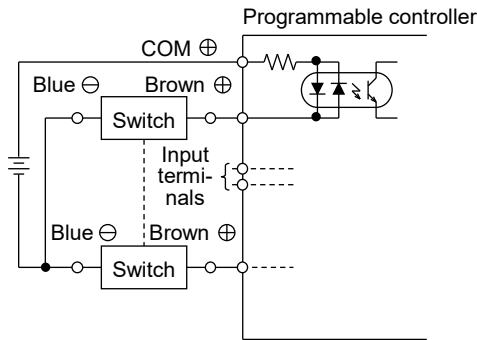 Programmable controller
COM ⊕
Blue ⊖ Brown ⊕
Switch
Input
termi-
nals
Blue ⊖ Brown ⊕
Switch